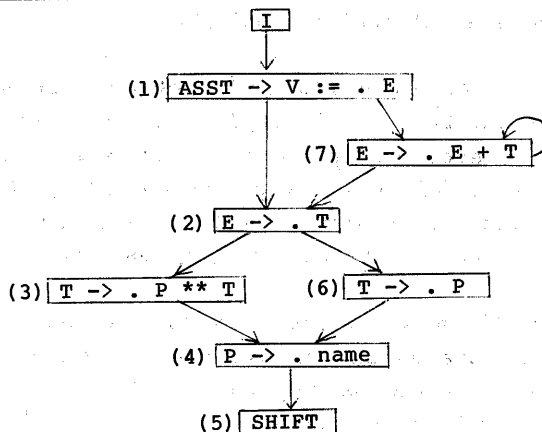 I
(1) ASST -> V := . E
(7) E -> . E + T
(2) E -> . T
(3) T -> . P ** T
(6) T -> . P
(4) P -> . name
(5) SHIFT